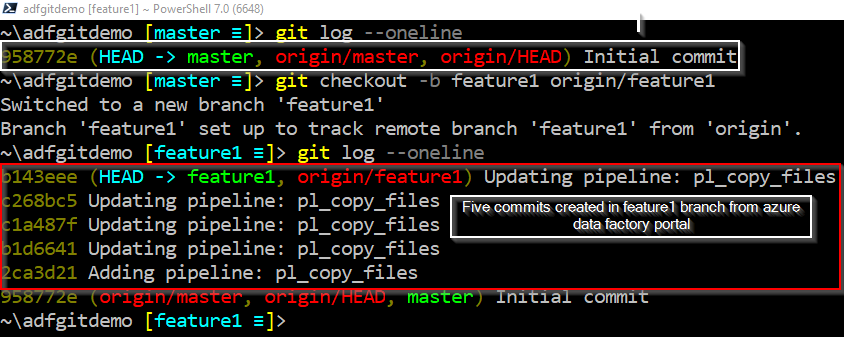 adfgitdemo [feature1] ~ PowerShell 7.0 (6648)
~\adfgitdemo [master ≡]> git log --oneline
958772e (HEAD -> master, origin/master, origin/HEAD) Initial commit
~\adfgitdemo [master ≡]> git checkout -b feature1 origin/feature1
Switched to a new branch 'feature1'
Branch 'feature1' set up to track remote branch 'feature1' from 'origin'.
~\adfgitdemo [feature1 ≡]> git log --oneline
b143eee (HEAD -> feature1, origin/feature1) Updating pipeline: pl_copy_files
c268bc5 Updating pipeline: pl_copy_files
c1a487f Updating pipeline: pl_copy_files
b1d6641 Updating pipeline: pl_copy_files
2ca3d21 Adding pipeline: pl_copy_files
Five commits created in feature1 branch from azure
data factory portal
958772e (origin/master, origin/HEAD, master) Initial commit
~\adfgitdemo [feature1 ≡]>